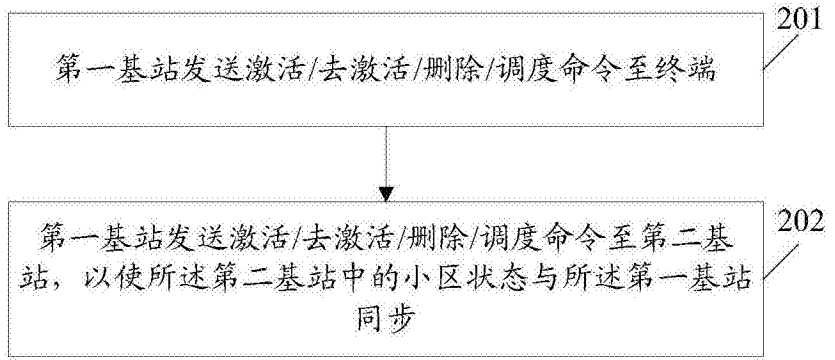 201
第一基站发送激活/去激活/删除/调度命令至终端
202
第一基站发送激活/去激活/删除/调度命令至第二基
站，以使所述第二基站中的小区状态与所述第一基站
同步